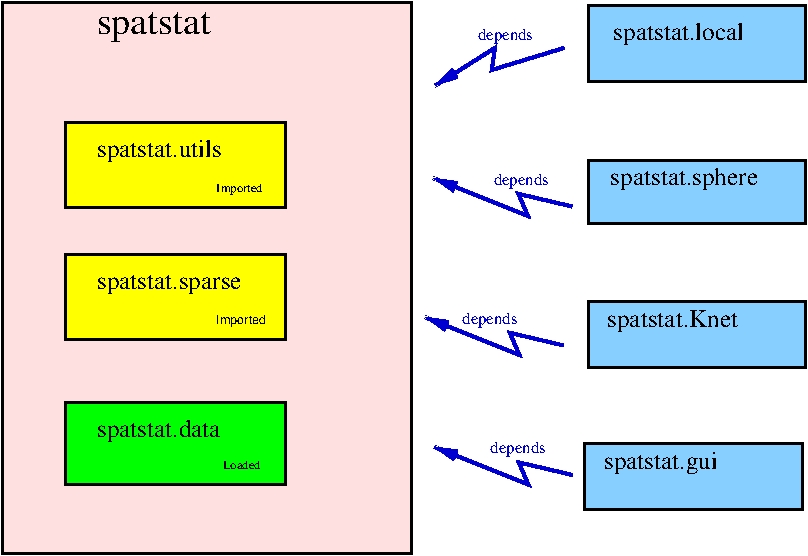 spatstat
spatstat.utils
Imported
spatstat.sparse
Imported
spatstat.data
Loaded
depends
spatstat.local
depends
spatstat.sphere
depends
spatstat.Knet
depends
spatstat.gui